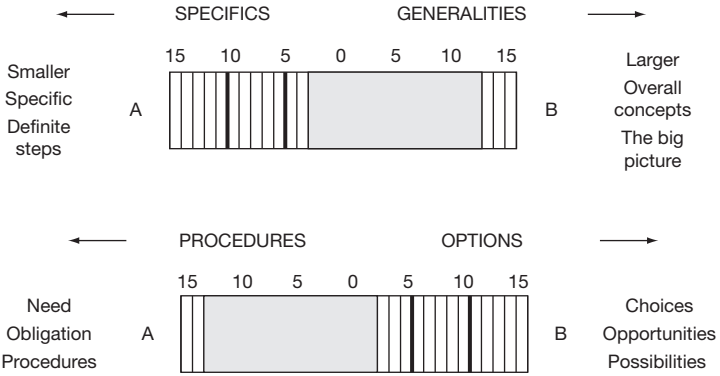 SPECIFICS GENERALITIES
15 10 5 0 5 10 15
Smaller
Specific
Definite
steps
A
B
Larger
Overall
concepts
The big
picture
PROCEDURES OPTIONS
15 10 5 0 5 10 15
Need
Obligation
Procedures
A
B
Choices
Opportunities
Possibilities